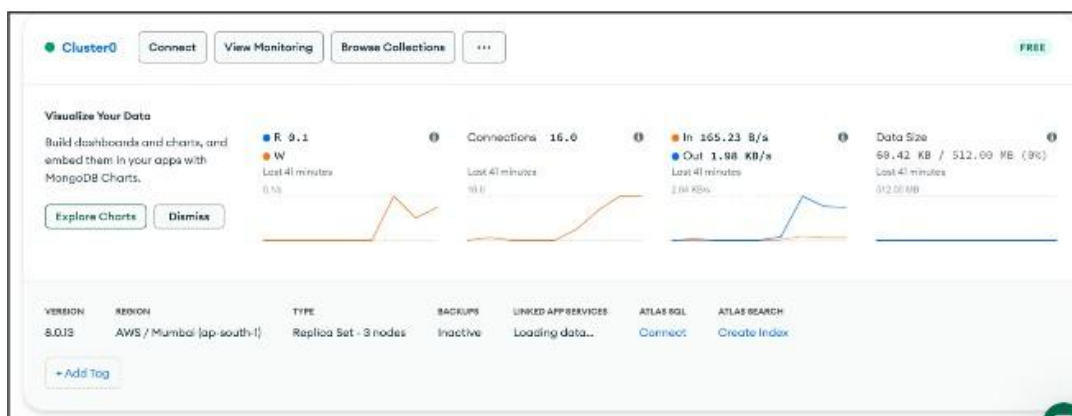 Cluster0 Connect View Monitoring Browse Collections ... FREE
Visualize Your Data
Build dashboards and charts, and
embed them in your apps with
MongoDB Charts.
Explore Charts Dismiss
R 0.1
W
Last 41 minutes
Connections 16.0
Last 41 minutes
16.0
In 165.23 B/s
Out 1.98 KB/s
Last 41 minutes
Data Size
60.42 KB / 512.00 MB (0%)
Last 41 minutes
512.00 MB
VERSION REGION TYPE BACKUPS LINKED APP SERVICES ATLAS SQL ATLAS SEARCH
8.0.13 AWS / Mumbai (ap-south-1) Replica Set - 3 nodes Inactive Loading data... Connect Create Index
+ Add Tag